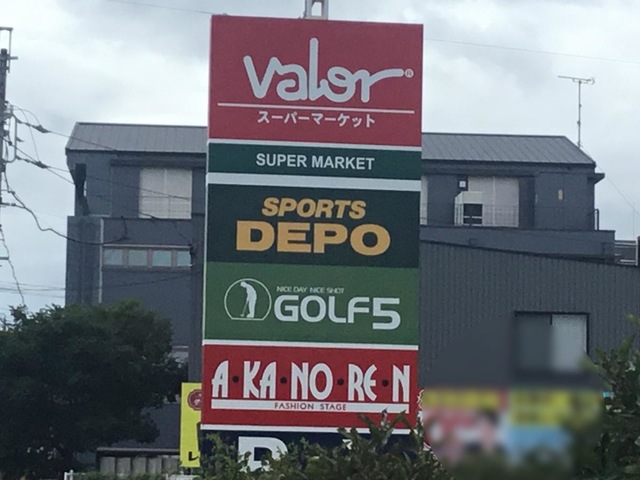 valor®
スーパーマーケット
SUPER MARKET
SPORTS
DEPO
NICE DAY NICE SHOT
GOLF5
A·KA·NO·RE·N
FASHION STAGE